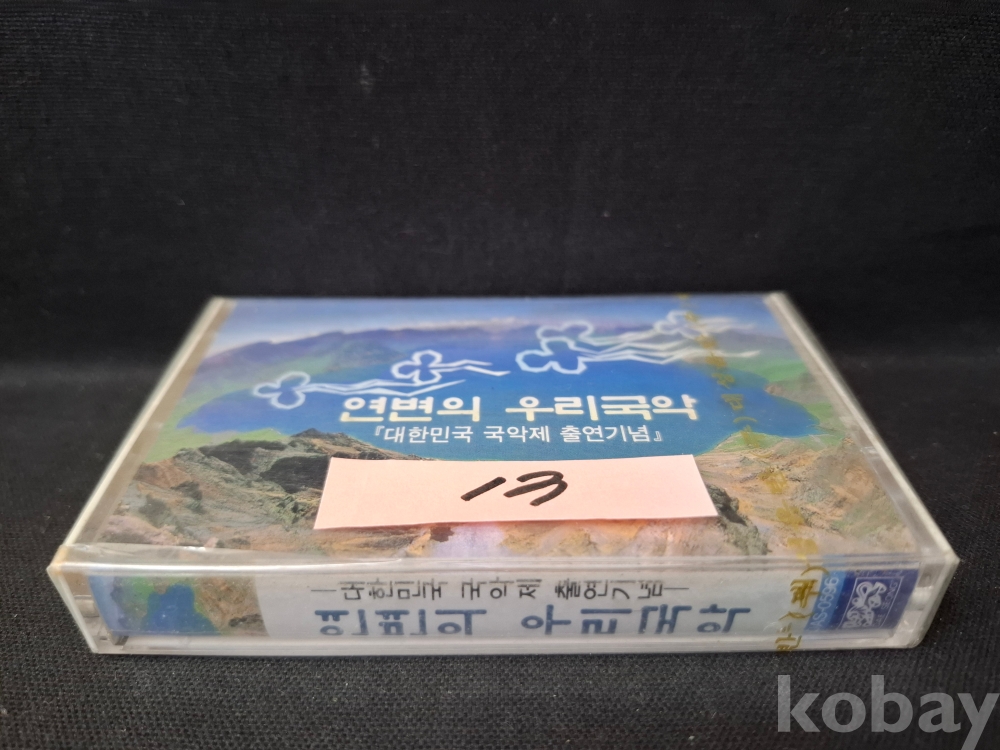 연변의 우리국악
『대한민국 국악제 출연기념』
13
대한민국 국악제 출연기념
연변의 우리국악
kobay